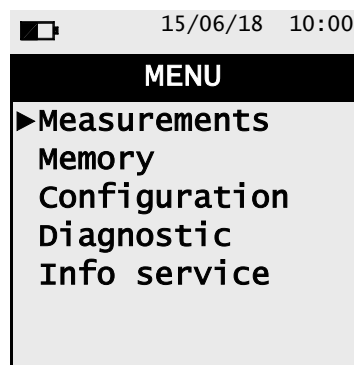 15/06/18 10:00
MENU
▶Measurements
Memory
Configuration
Diagnostic
Info service